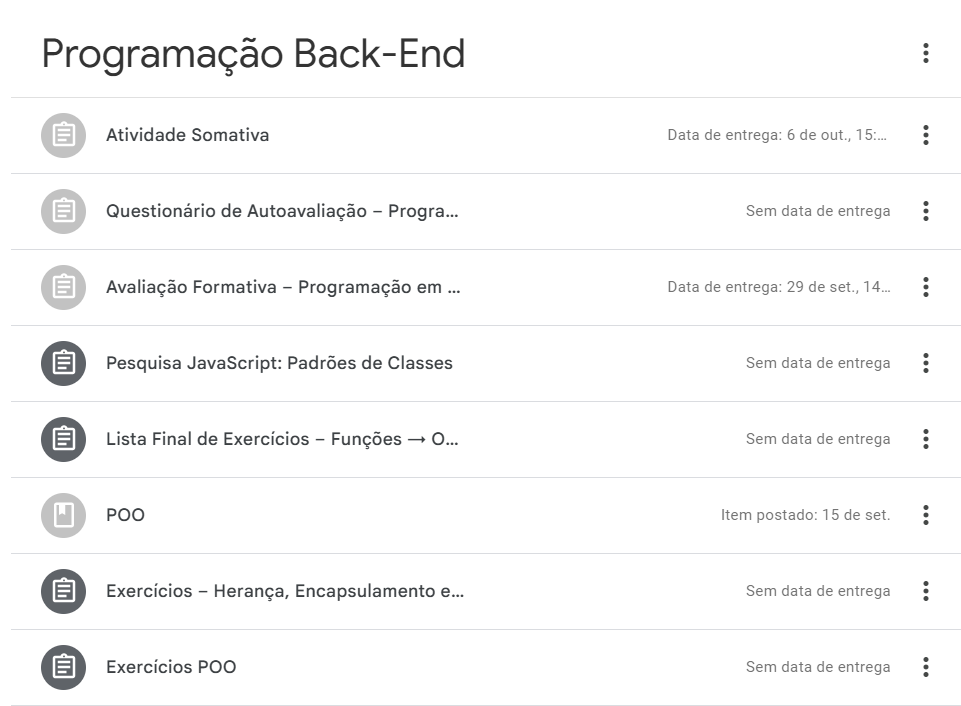 Programação Back-End
Atividade Somativa
Data de entrega: 6 de out., 15:...
Questionário de Autoavaliação – Progra...
Sem data de entrega
Avaliação Formativa – Programação em ...
Data de entrega: 29 de set., 14...
Pesquisa JavaScript: Padrões de Classes
Sem data de entrega
Lista Final de Exercícios – Funções → O...
Sem data de entrega
POO
Item postado: 15 de set.
Exercícios – Herança, Encapsulamento e...
Sem data de entrega
Exercícios POO
Sem data de entrega